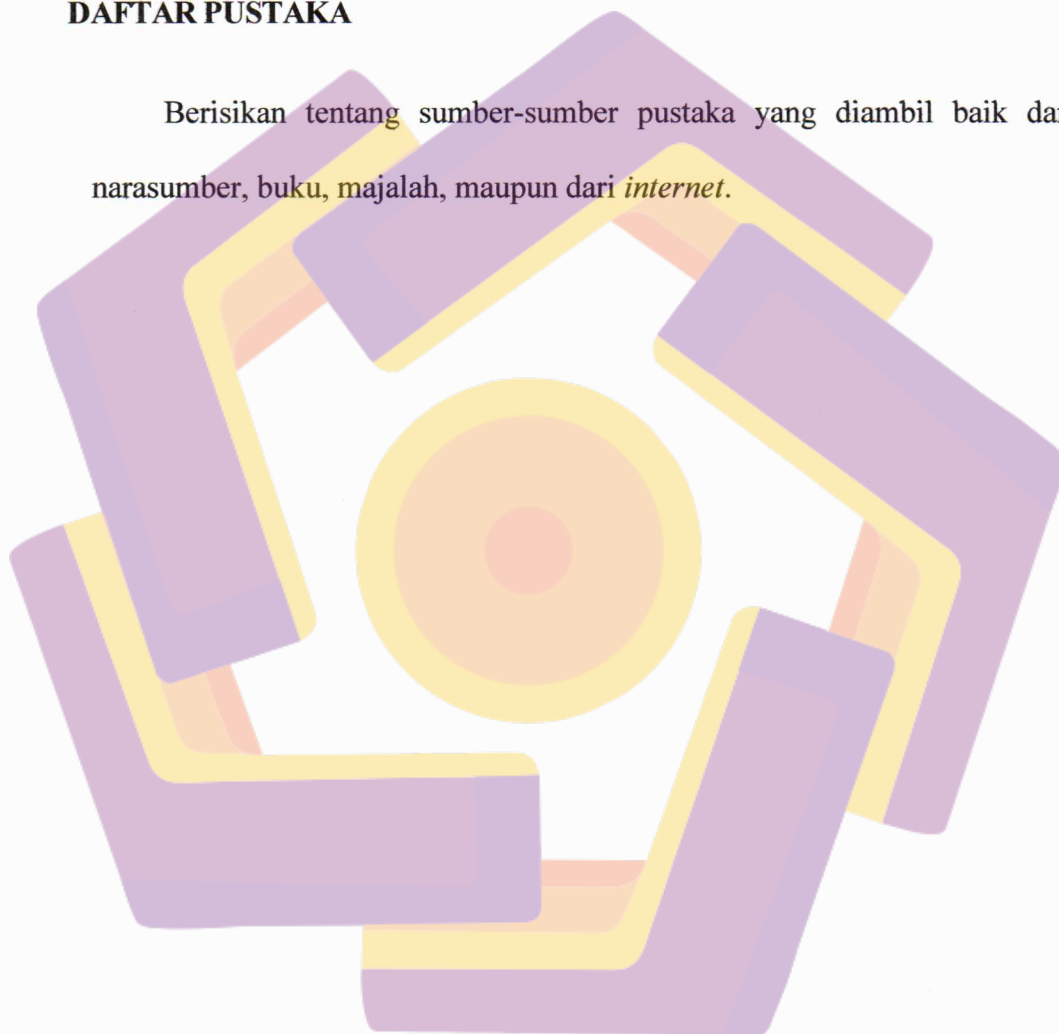 DAFTAR PUSTAKA
Berisikan tentang sumber-sumber pustaka yang diambil baik dar
narasumber, buku, majalah, maupun dari internet.